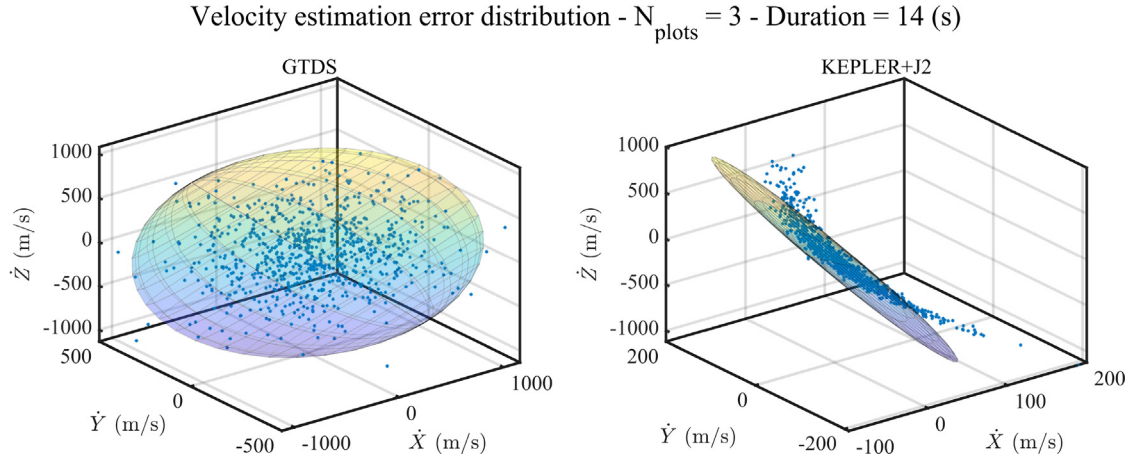 Velocity estimation error distribution - N_plots = 3 - Duration = 14 (s)
GTDS
1000
500
0
-500
-1000
Ż (m/s)
500
0
-500
Ẏ (m/s)
-1000
0
1000
Ẋ (m/s)
KEPLER+J2
1000
500
0
-500
-1000
Ż (m/s)
200
0
-200
Ẏ (m/s)
-100
0
100
200
Ẋ (m/s)